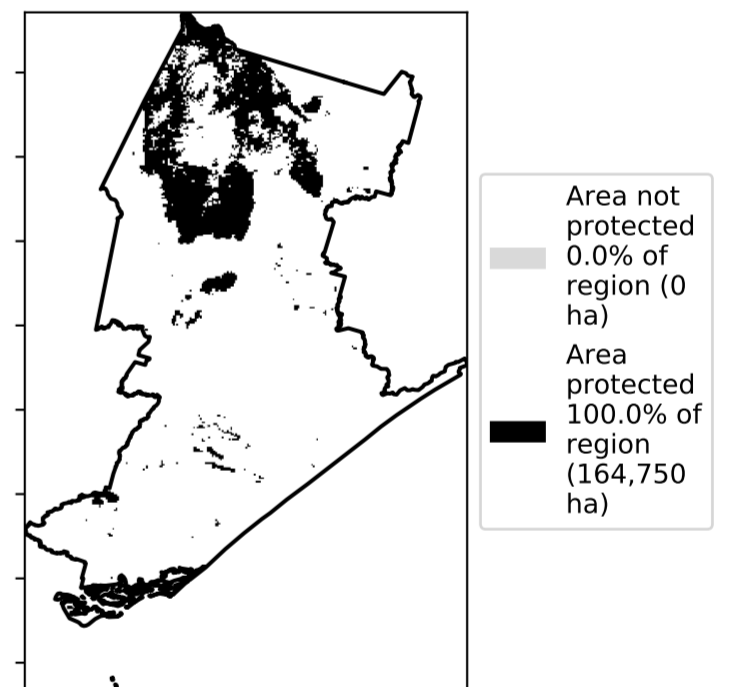 Area not
protected
0.0% of
region (0
ha)
Area
protected
100.0% of
region
(164,750
ha)